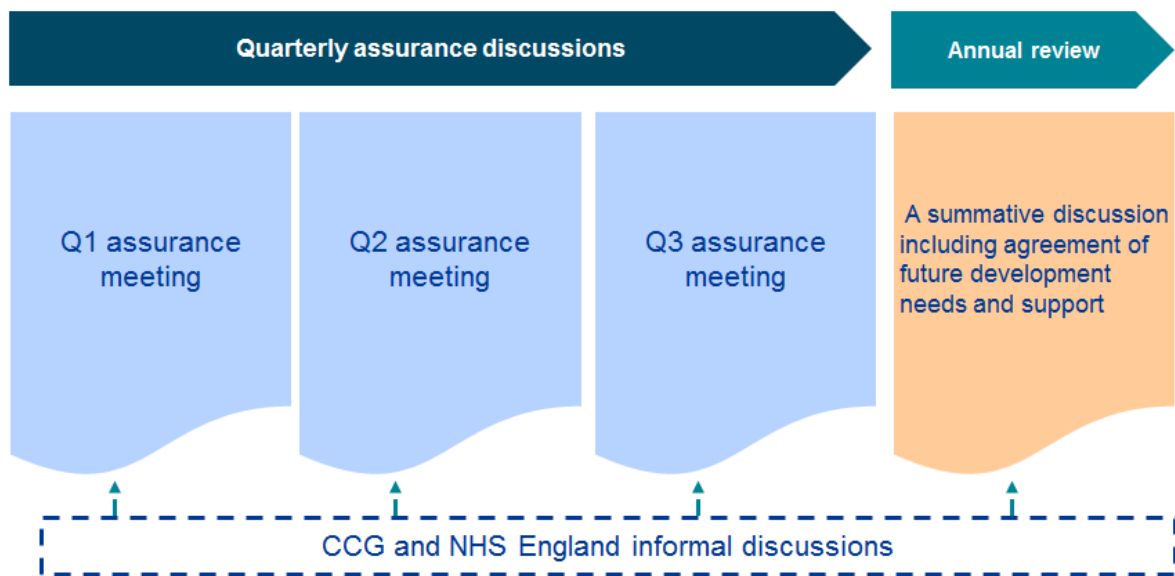 Quarterly assurance discussions
Annual review
Q1 assurance
meeting
Q2 assurance
meeting
Q3 assurance
meeting
A summative discussion
including agreement of
future development
needs and support
CCG and NHS England informal discussions